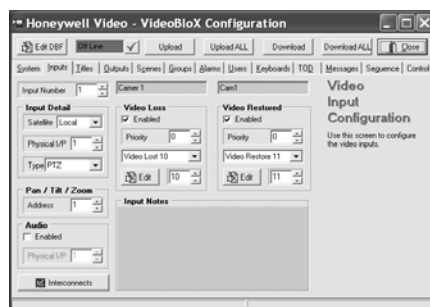 Honeywell Video - VideoBloX Configuration
Edit DBF Off Line Upload Upload ALL Download Download ALL Close
System Inputs Titles Outputs Scenes Groups Alarms Users Keyboards TOD Messages Sequence Control
Input Number 1 Camer 1 Cam1
Video Input Configuration
Use this screen to configure the video inputs.
Input Detail
Satellite Local
Physical I/P 1
Type PTZ
Video Loss
Enabled
Priority 0
Video Lost 10
Edit 10
Video Restored
Enabled
Priority 0
Video Restore 11
Edit 11
Pan / Tilt / Zoom
Address 1
Audio
Enabled
Physical I/P 1
Interconnects
Input Notes